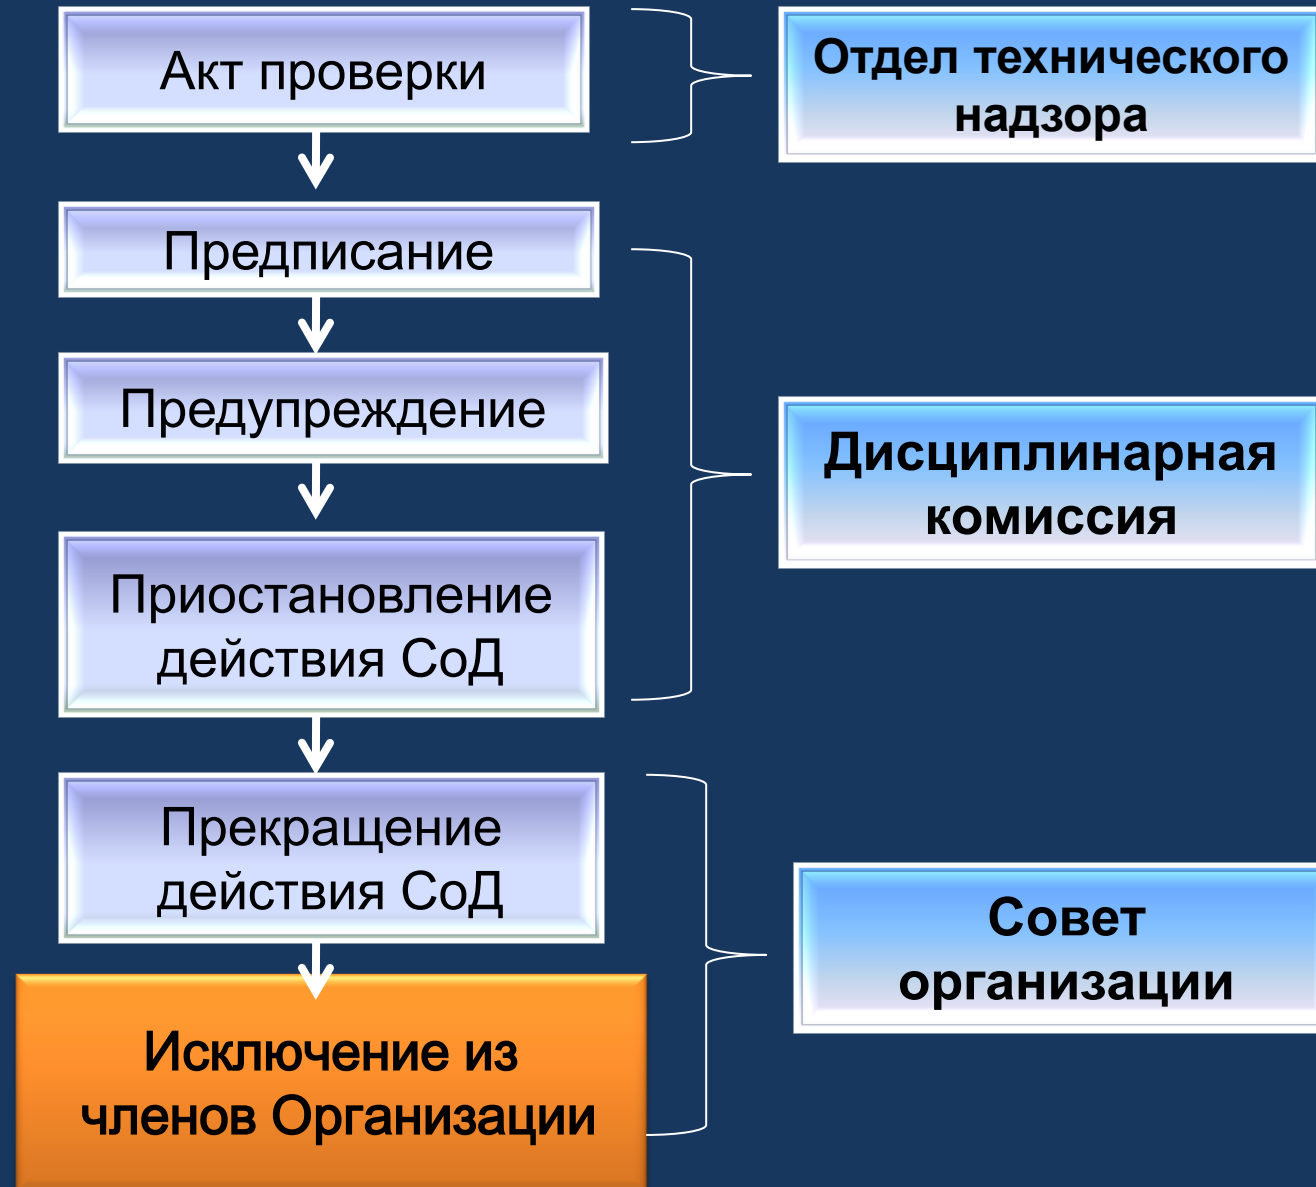 Акт проверки
Отдел технического
надзора
Предписание
Предупреждение
Дисциплинарная
комиссия
Приостановление
действия СоД
Прекращение
действия СоД
Совет
организации
Исключение из
членов Организации